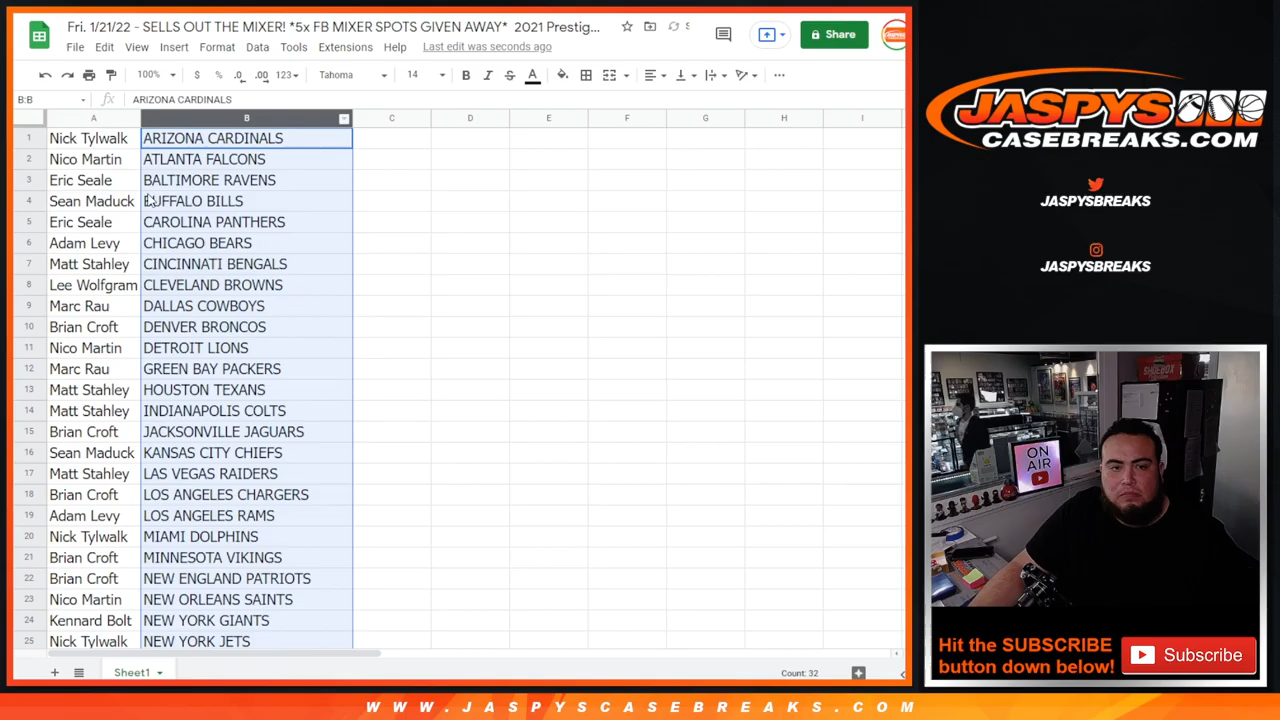 Fri. 1/21/22 - SELLS OUT THE MIXER! *5x FB MIXER SPOTS GIVEN AWAY* 2021 Prestig...
File Edit View Insert Format Data Tools Extensions Help Last edit was seconds ago
Share
100% $ % .0 .00 123 Tahoma 14 B I S A
B:B fx ARIZONA CARDINALS
A B C D E F G H I
1 Nick Tylwalk ARIZONA CARDINALS
2 Nico Martin ATLANTA FALCONS
3 Eric Seale BALTIMORE RAVENS
4 Sean Maduck BUFFALO BILLS
5 Eric Seale CAROLINA PANTHERS
6 Adam Levy CHICAGO BEARS
7 Matt Stahley CINCINNATI BENGALS
8 Lee Wolfgram CLEVELAND BROWNS
9 Marc Rau DALLAS COWBOYS
10 Brian Croft DENVER BRONCOS
11 Nico Martin DETROIT LIONS
12 Marc Rau GREEN BAY PACKERS
13 Matt Stahley HOUSTON TEXANS
14 Matt Stahley INDIANAPOLIS COLTS
15 Brian Croft JACKSONVILLE JAGUARS
16 Sean Maduck KANSAS CITY CHIEFS
17 Matt Stahley LAS VEGAS RAIDERS
18 Brian Croft LOS ANGELES CHARGERS
19 Adam Levy LOS ANGELES RAMS
20 Nick Tylwalk MIAMI DOLPHINS
21 Brian Croft MINNESOTA VIKINGS
22 Brian Croft NEW ENGLAND PATRIOTS
23 Nico Martin NEW ORLEANS SAINTS
24 Kennard Bolt NEW YORK GIANTS
25 Nick Tylwalk NEW YORK JETS
Sheet1
Count: 32
JASPYS
CASEBREAKS.COM
JASPYSBREAKS
JASPYSBREAKS
SHOEBOX
ON
AIR
Hit the SUBSCRIBE
button down below!
Subscribe
WWW.JASPYSCASEBREAKS.COM